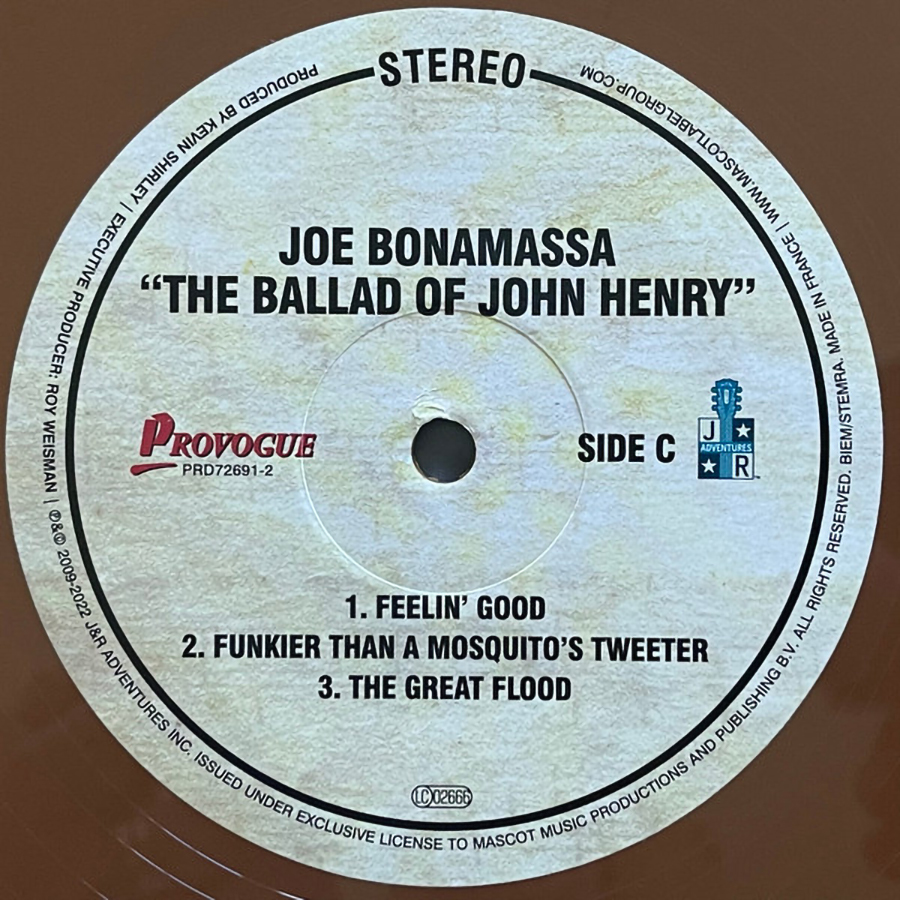 STEREO
JOE BONAMASSA
“THE BALLAD OF JOHN HENRY”
PROVOGUE
PRD72691-2
SIDE C
J
ADVENTURES
R
TM
1. FEELIN’ GOOD
2. FUNKIER THAN A MOSQUITO’S TWEETER
3. THE GREAT FLOOD
LC 02666
PRODUCED BY KEVIN SHIRLEY | EXECUTIVE PRODUCER: ROY WEISMAN | ℗&© 2009-2022 J&R ADVENTURES INC. ISSUED UNDER EXCLUSIVE LICENSE TO MASCOT MUSIC PRODUCTIONS AND PUBLISHING B.V. ALL RIGHTS RESERVED. BIEM/STEMRA. MADE IN FRANCE | WWW.MASCOTLABELGROUP.COM